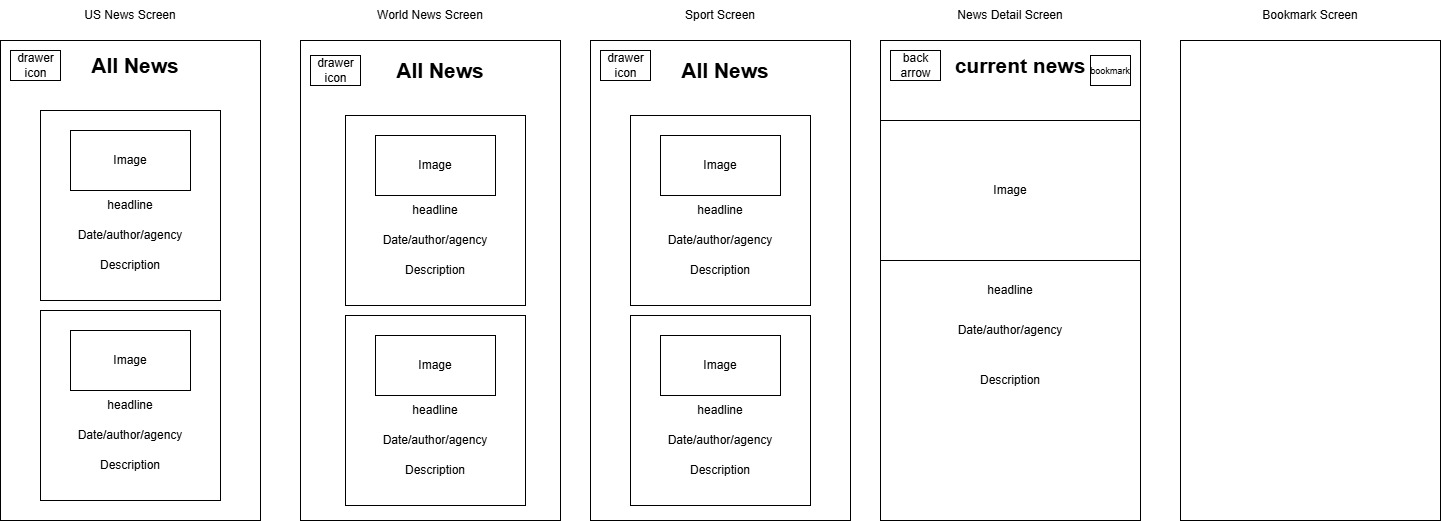 US News Screen
drawer
icon
All News
Image
headline
Date/author/agency
Description
Image
headline
Date/author/agency
Description
World News Screen
drawer
icon
All News
Image
headline
Date/author/agency
Description
Image
headline
Date/author/agency
Description
Sport Screen
drawer
icon
All News
Image
headline
Date/author/agency
Description
Image
headline
Date/author/agency
Description
News Detail Screen
back
arrow
current news
bookmark
Image
headline
Date/author/agency
Description
Bookmark Screen